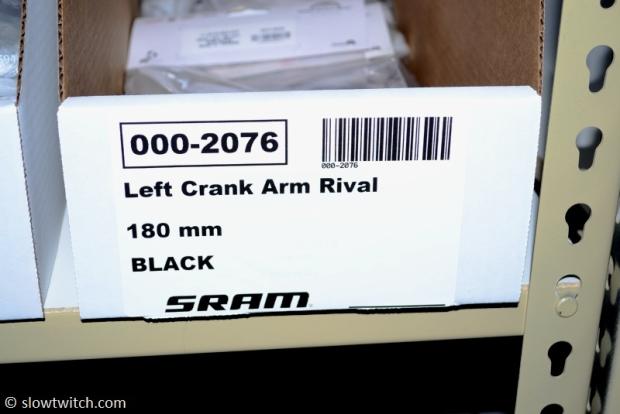 000-2076
000-2076
Left Crank Arm Rival
180 mm
BLACK
SRAM
© slowtwitch.com